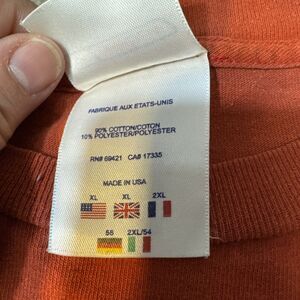 FABRIQUE AUX ETATS-UNIS
90% COTTON/COTON
10% POLYESTER/POLYESTER
RN# 69421 CA# 17335
MADE IN USA
XL XL 2XL
56 2XL/54